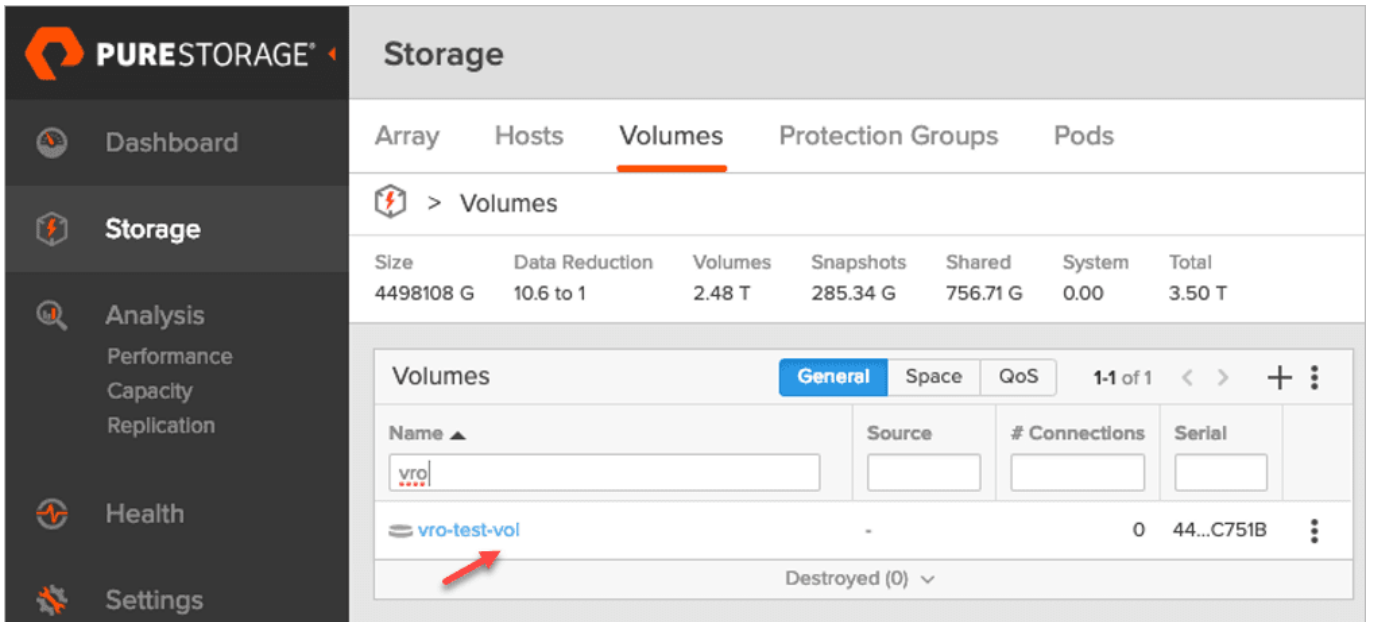 PURESTORAGE®
Dashboard
Storage
Analysis
Performance
Capacity
Replication
Health
Settings
Storage
Array Hosts Volumes Protection Groups Pods
> Volumes
Size Data Reduction Volumes Snapshots Shared System Total
4498108 G 10.6 to 1 2.48 T 285.34 G 756.71 G 0.00 3.50 T
Volumes General Space QoS 1-1 of 1 < > +
Name Source # Connections Serial
vro
vro-test-vol - 0 44...C751B
Destroyed (0)